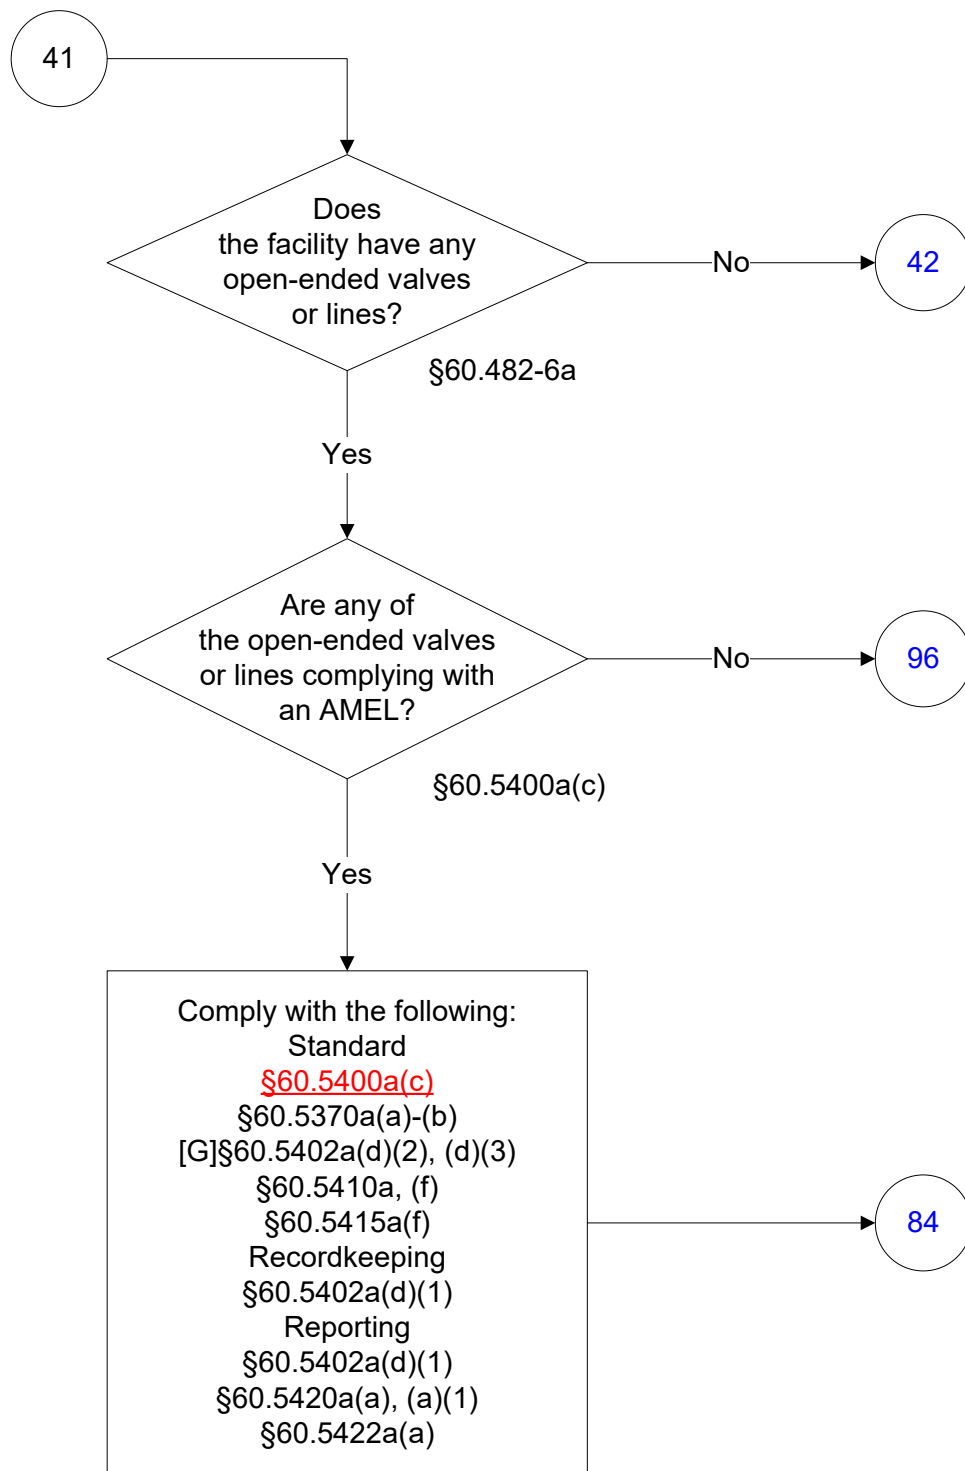 41
Does
the facility have any
open-ended valves
or lines?
No
42
§60.482-6a
Yes
Are any of
the open-ended valves
or lines complying with
an AMEL?
No
96
§60.5400a(c)
Yes
Comply with the following:
Standard
§60.5400a(c)
§60.5370a(a)-(b)
[G]§60.5402a(d)(2), (d)(3)
§60.5410a, (f)
§60.5415a(f)
Recordkeeping
§60.5402a(d)(1)
Reporting
§60.5402a(d)(1)
§60.5420a(a), (a)(1)
§60.5422a(a)
84